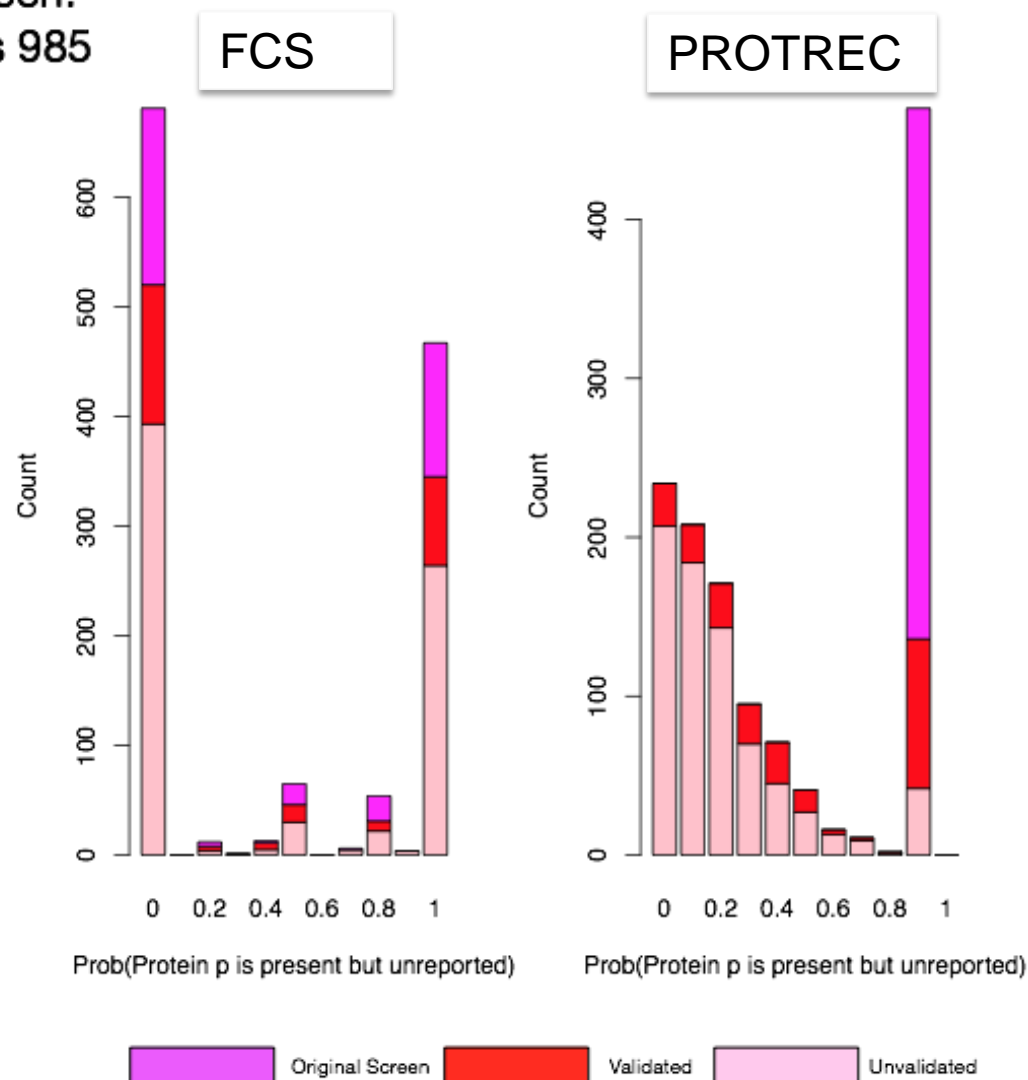 s 985
FCS
PROTREC
600
500
400
300
200
100
0
Count
0 0.2 0.4 0.6 0.8 1
Prob(Protein p is present but unreported)
400
300
200
100
0
Count
0 0.2 0.4 0.6 0.8 1
Prob(Protein p is present but unreported)
Original Screen
Validated
Unvalidated